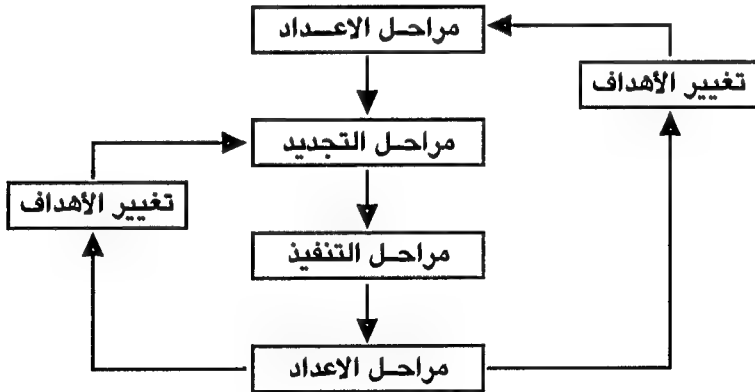 مراحل الاعداد
تغيير الأهداف
مراحل التجديد
تغيير الأهداف
مراحل التنفيذ
مراحل الاعداد